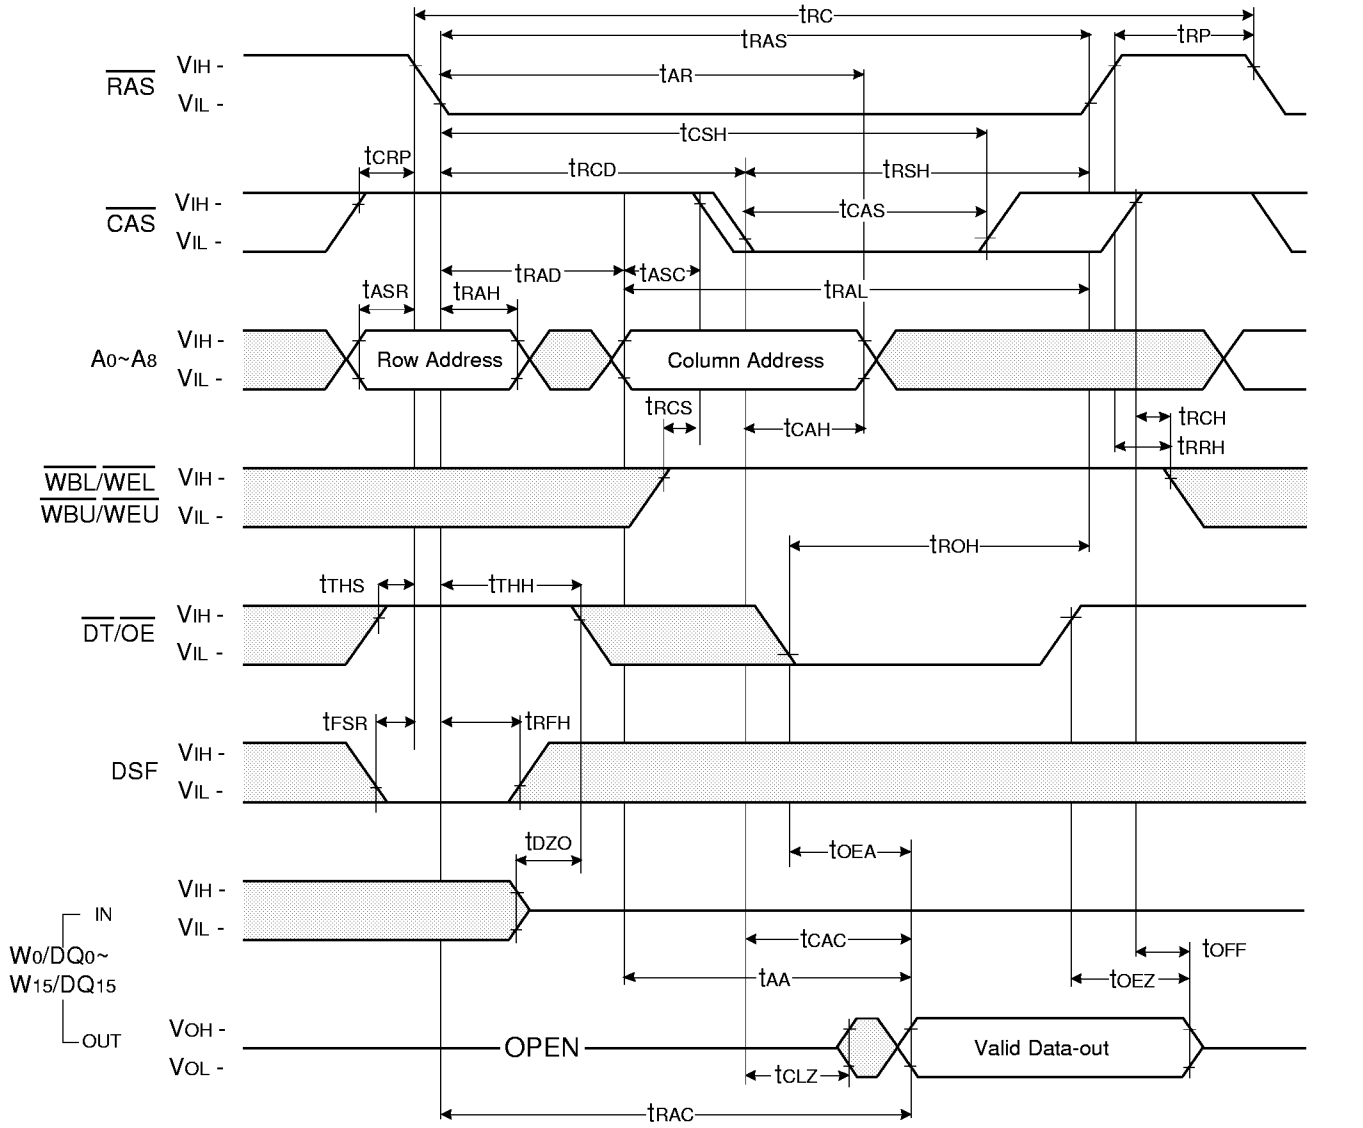 tRC
tRAS
tRP
RAS
VIH -
VIL -
tAR
tCSH
tCRP
tRCD
tRSH
CAS
VIH -
VIL -
tCAS
tRAD
tASC
tRAL
tASR
tRAH
A0~A8
VIH -
VIL -
Row Address
Column Address
tRCS
tCAH
tRCH
tRRH
WBL/WEL
WBU/WEU
VIH -
VIL -
tROH
tTHS
tTHH
DT/OE
VIH -
VIL -
tFSR
tRFH
DSF
VIH -
VIL -
tDZO
tOEA
VIH -
VIL -
IN
W0/DQ0~
W15/DQ15
OUT
tCAC
tOFF
tAA
tOEZ
VOH -
VOL -
OPEN
Valid Data-out
tCLZ
tRAC